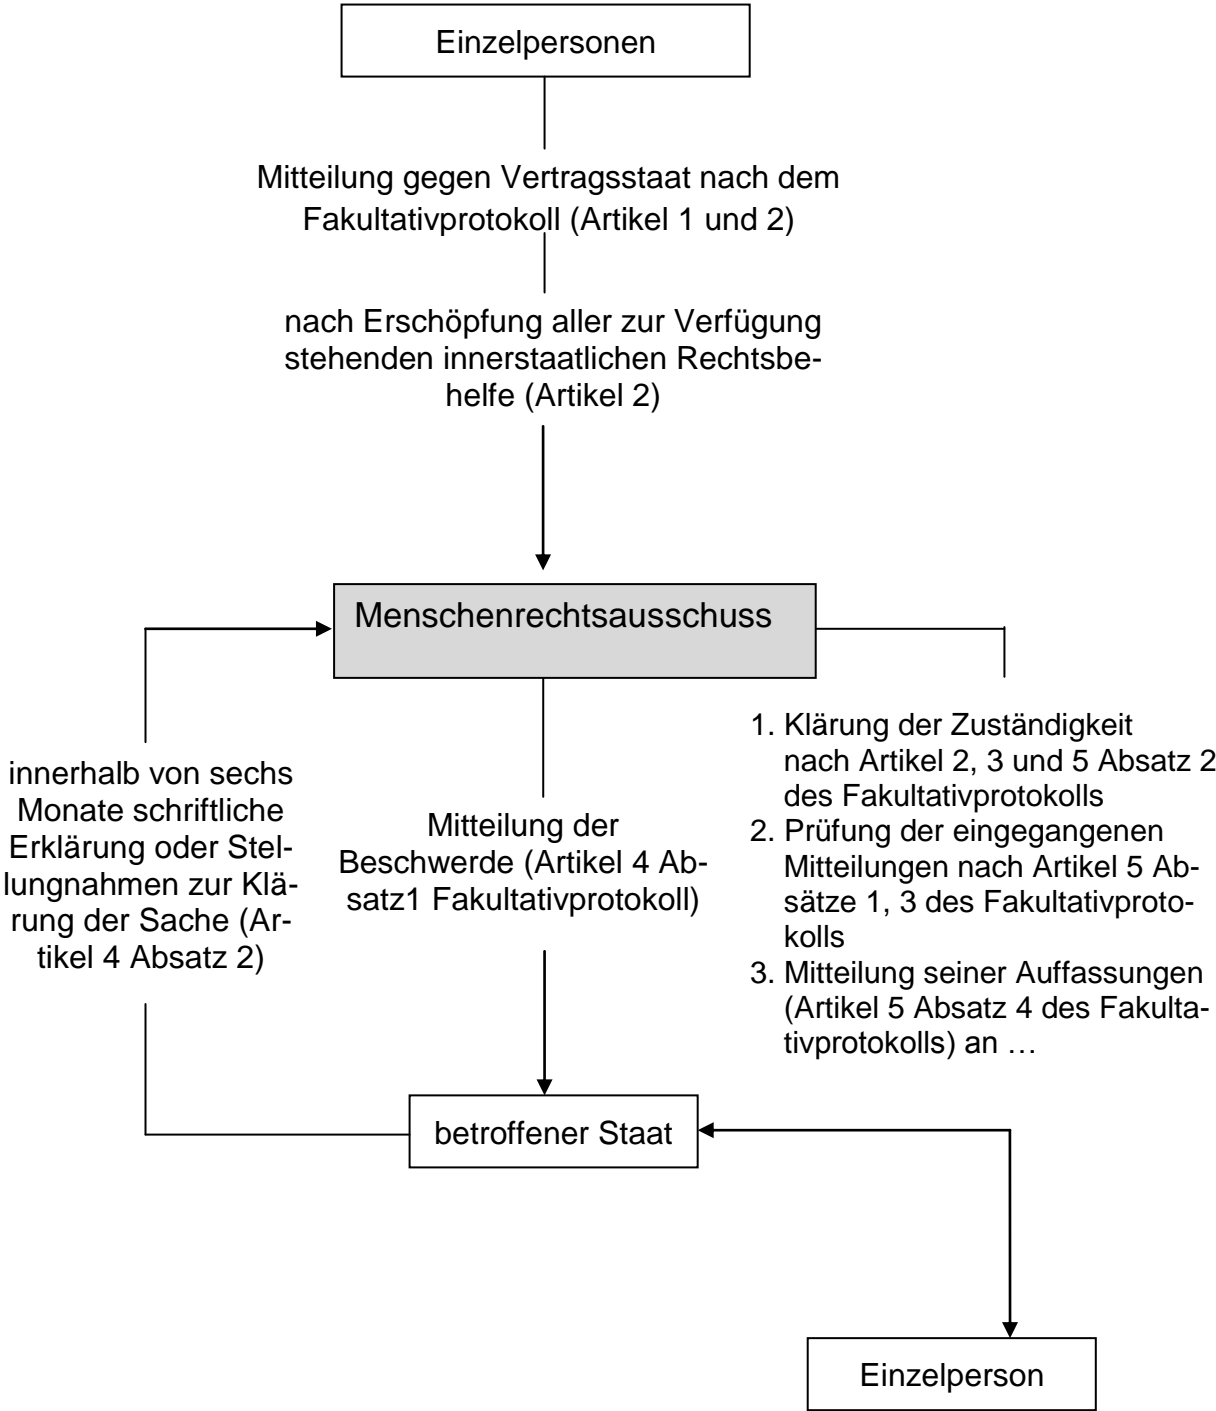 Einzelpersonen
Mitteilung gegen Vertragsstaat nach dem
Fakultativprotokoll (Artikel 1 und 2)
nach Erschöpfung aller zur Verfügung
stehenden innerstaatlichen Rechtsbe-
helfe (Artikel 2)
Menschenrechtsausschuss
innerhalb von sechs
Monate schriftliche
Erklärung oder Stel-
lungnahmen zur Klä-
rung der Sache (Ar-
tikel 4 Absatz 2)
Mitteilung der
Beschwerde (Artikel 4 Ab-
satz1 Fakultativprotokoll)
1. Klärung der Zuständigkeit
nach Artikel 2, 3 und 5 Absatz 2
des Fakultativprotokolls
2. Prüfung der eingegangenen
Mitteilungen nach Artikel 5 Ab-
sätze 1, 3 des Fakultativproto-
kolls
3. Mitteilung seiner Auffassungen
(Artikel 5 Absatz 4 des Fakulta-
tivprotokolls) an …
betroffener Staat
Einzelperson